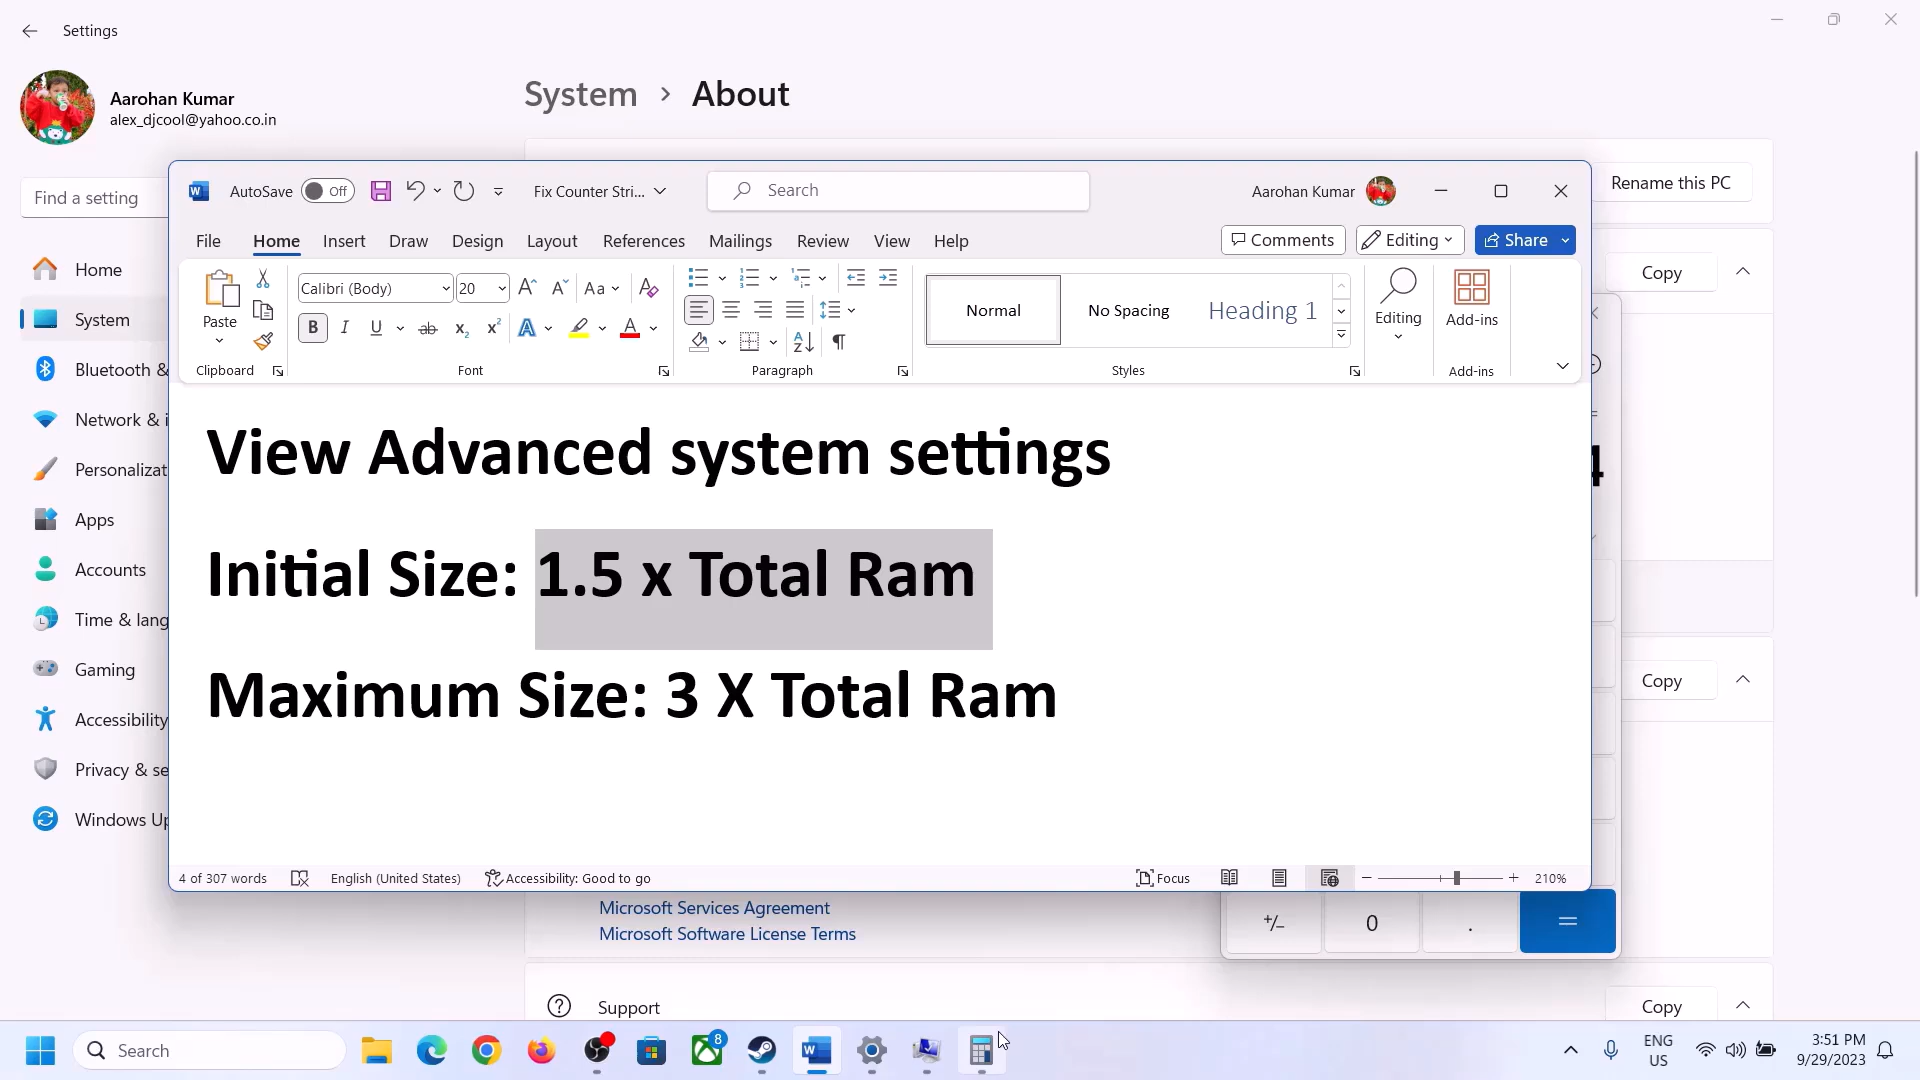 Settings
Aarohan Kumar
alex_djcool@yahoo.co.in
System > About
Find a setting
Rename this PC
AutoSave Off
Fix Counter Stri...
Search
Aarohan Kumar
File Home Insert Draw Design Layout References Mailings Review View Help
Comments Editing Share
Home
System
Bluetooth &
Network & i
Personalizat
Apps
Accounts
Time & lang
Gaming
Accessibility
Privacy & se
Windows Up
Paste
Calibri (Body) 20
Aa
Normal
No Spacing
Heading 1
Editing
Add-ins
Clipboard
Font
Paragraph
Styles
Add-ins
Copy
View Advanced system settings
Initial Size: 1.5 x Total Ram
Maximum Size: 3 X Total Ram
Copy
4 of 307 words
English (United States)
Accessibility: Good to go
Focus
210%
Microsoft Services Agreement
Microsoft Software License Terms
+/−
0
.
=
Support
Copy
Search
8
ENG
US
3:51 PM
9/29/2023